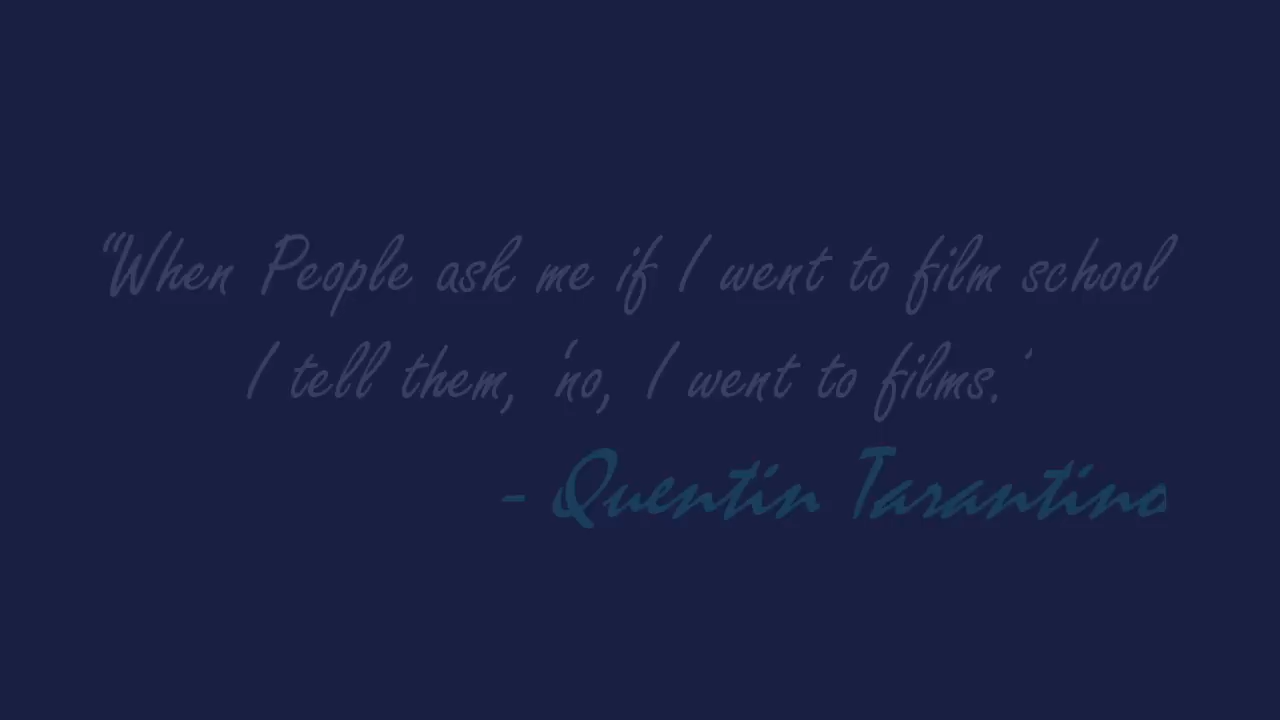 “When People ask me if I went to film school
I tell them, 'no, I went to films.'
- Quentin Tarantino